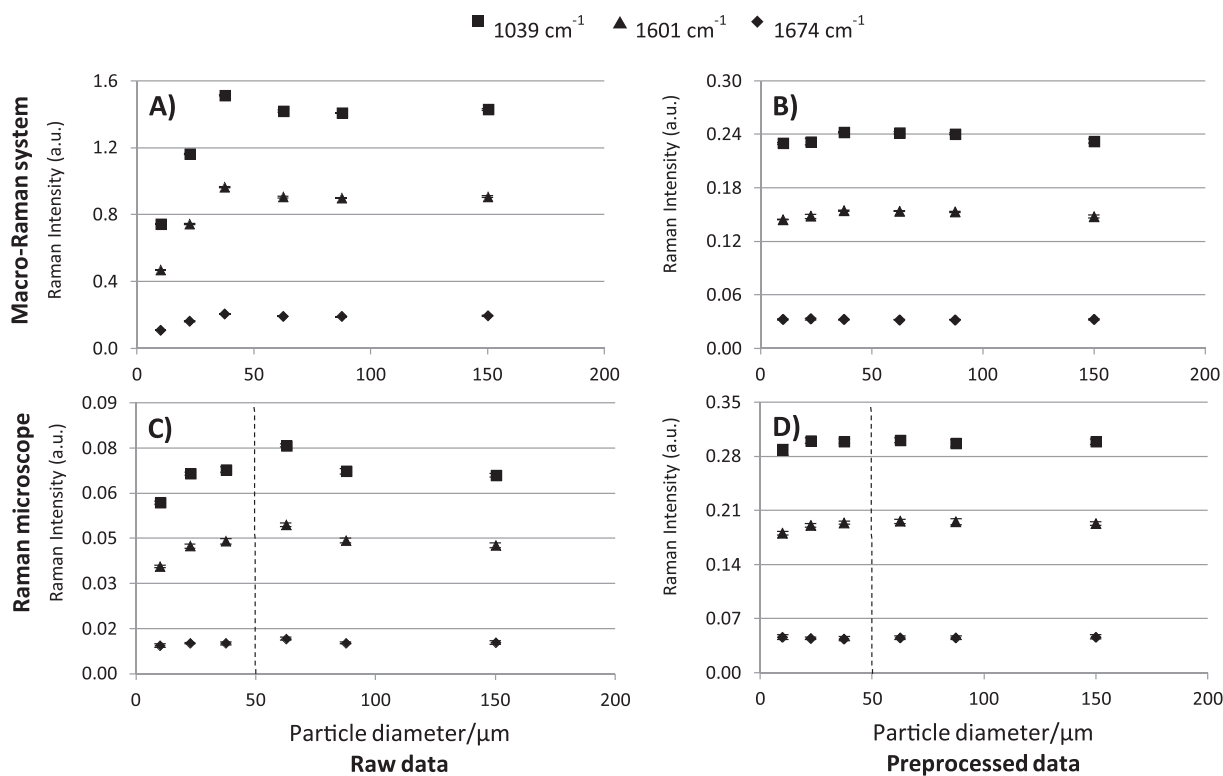 1039 cm-1 1601 cm-1 1674 cm-1
Macro-Raman system
Raman Intensity (a.u.)
A)
1.6
1.2
0.8
0.4
0.0
0 50 100 150 200
Raman Intensity (a.u.)
B)
0.30
0.24
0.18
0.12
0.06
0.00
0 50 100 150 200
Raman microscope
Raman Intensity (a.u.)
C)
0.09
0.08
0.06
0.05
0.03
0.02
0.00
0 50 100 150 200
Particle diameter/µm
Raw data
Raman Intensity (a.u.)
D)
0.35
0.28
0.21
0.14
0.07
0.00
0 50 100 150 200
Particle diameter/µm
Preprocessed data